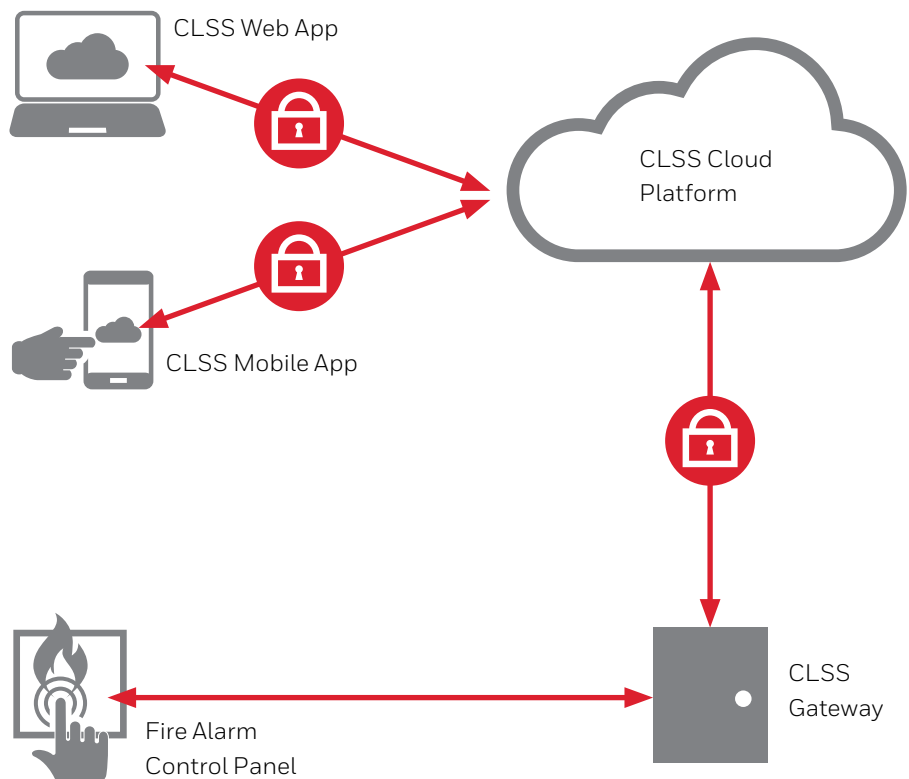 CLSS Web App
CLSS Cloud
Platform
CLSS Mobile App
CLSS
Gateway
Fire Alarm
Control Panel